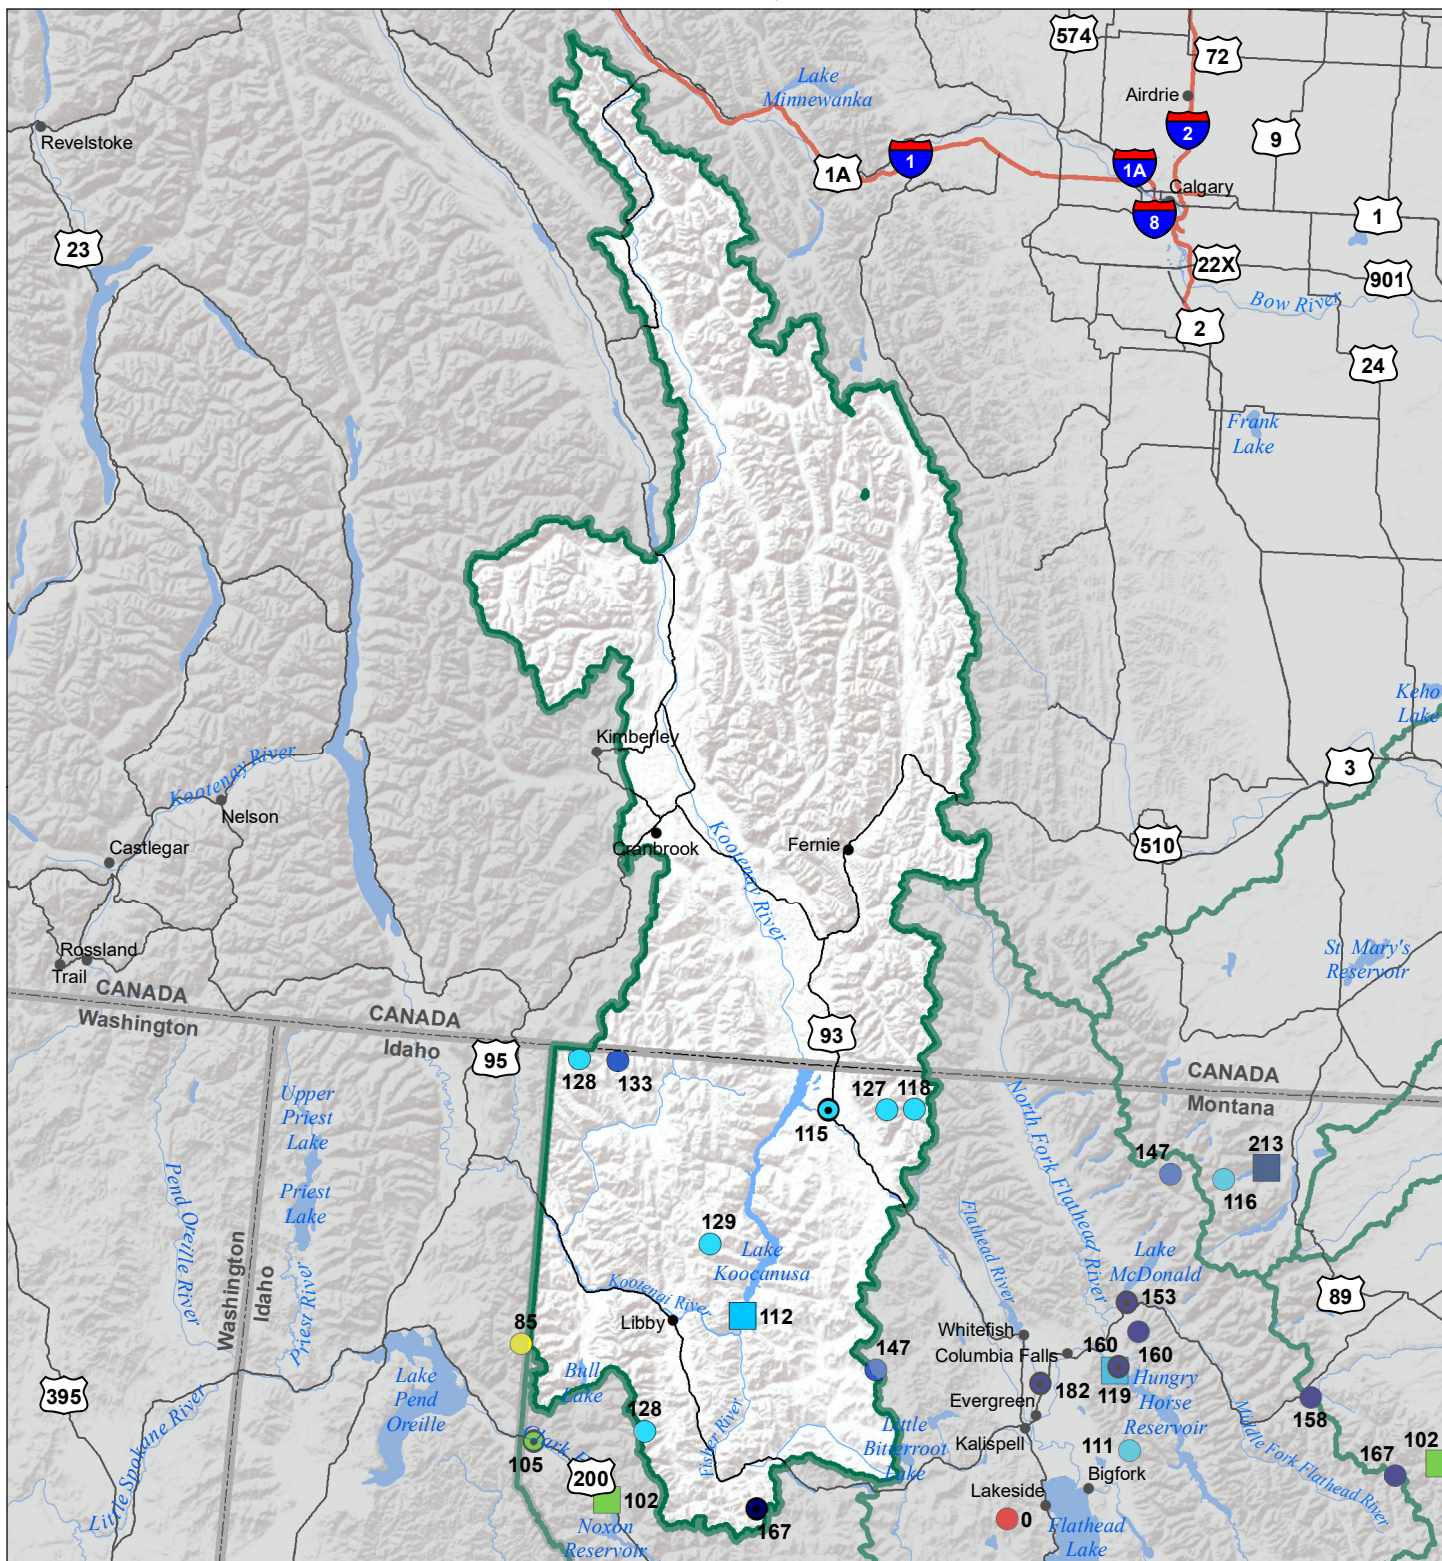 574
72
Lake
Minnewanka
Airdrie
2
9
Revelstoke
1
1A
1A
Calgary
8
1
23
22X
901
Bow River
2
24
Frank
Lake
Keho
Lake
Kimberley
Kootenay River
3
Nelson
Kootenay River
Cranbrook
Fernie
510
Castlegar
Rossland
Trail
St Mary's
Reservoir
CANADA
Washington
CANADA
Idaho
95
93
128
133
127
118
115
CANADA
Montana
Upper
Priest
Lake
Priest
Lake
Pend Oreille River
Washington
Idaho
Priest River
North Fork Flathead River
147
213
116
129
Lake
Koocanusa
Flathead River
Lake
McDonald
89
Kootenai River
Libby
112
153
85
Whitefish
Columbia Falls
160
160
147
119
Hungry
Horse
Reservoir
182
Evergreen
Bull
Lake
395
Lake
Pend
Oreille
128
Fisher River
Little
Bitterroot
Lake
Kalispell
111
Bigfork
158
Middle Fork Flathead River
167
102
Little Spokane River
105
Clark F
200
102
Noxon
Reservoir
167
Lakeside
0
Flathead
Lake